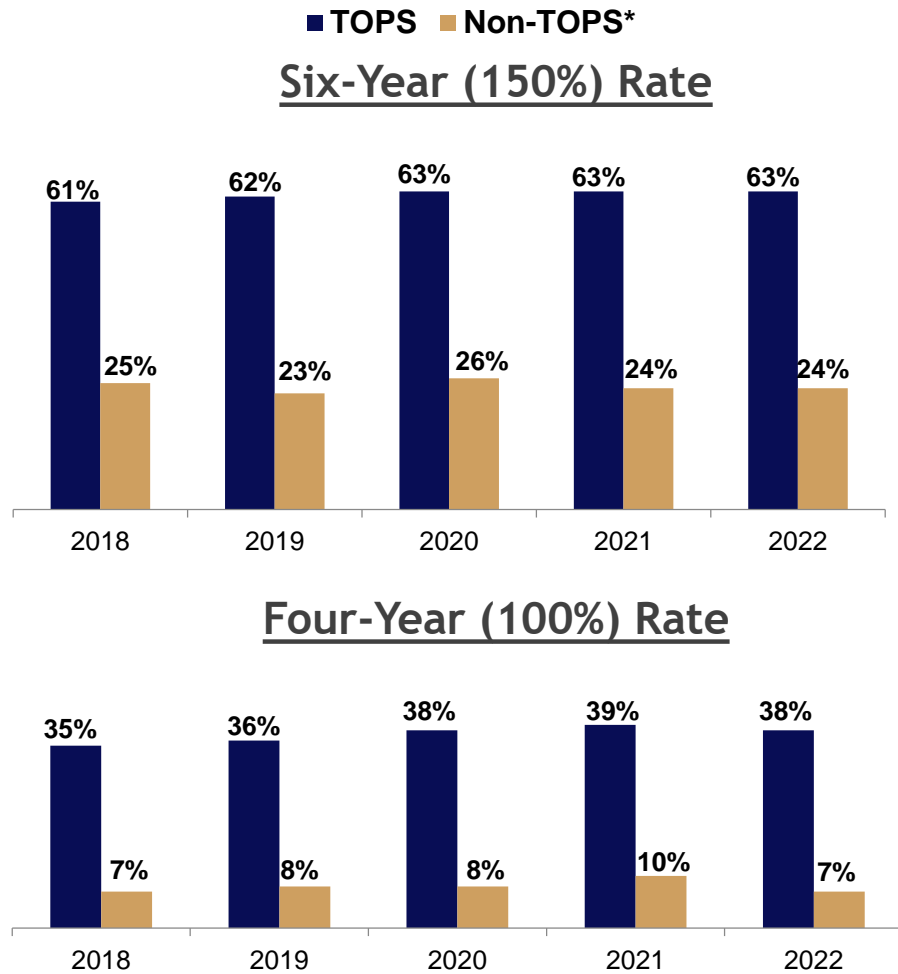 TOPS Non-TOPS*
Six-Year (150%) Rate
61% 62% 63% 63% 63%
25% 23% 26% 24% 24%
2018 2019 2020 2021 2022
Four-Year (100%) Rate
35% 36% 38% 39% 38%
7% 8% 8% 10% 7%
2018 2019 2020 2021 2022